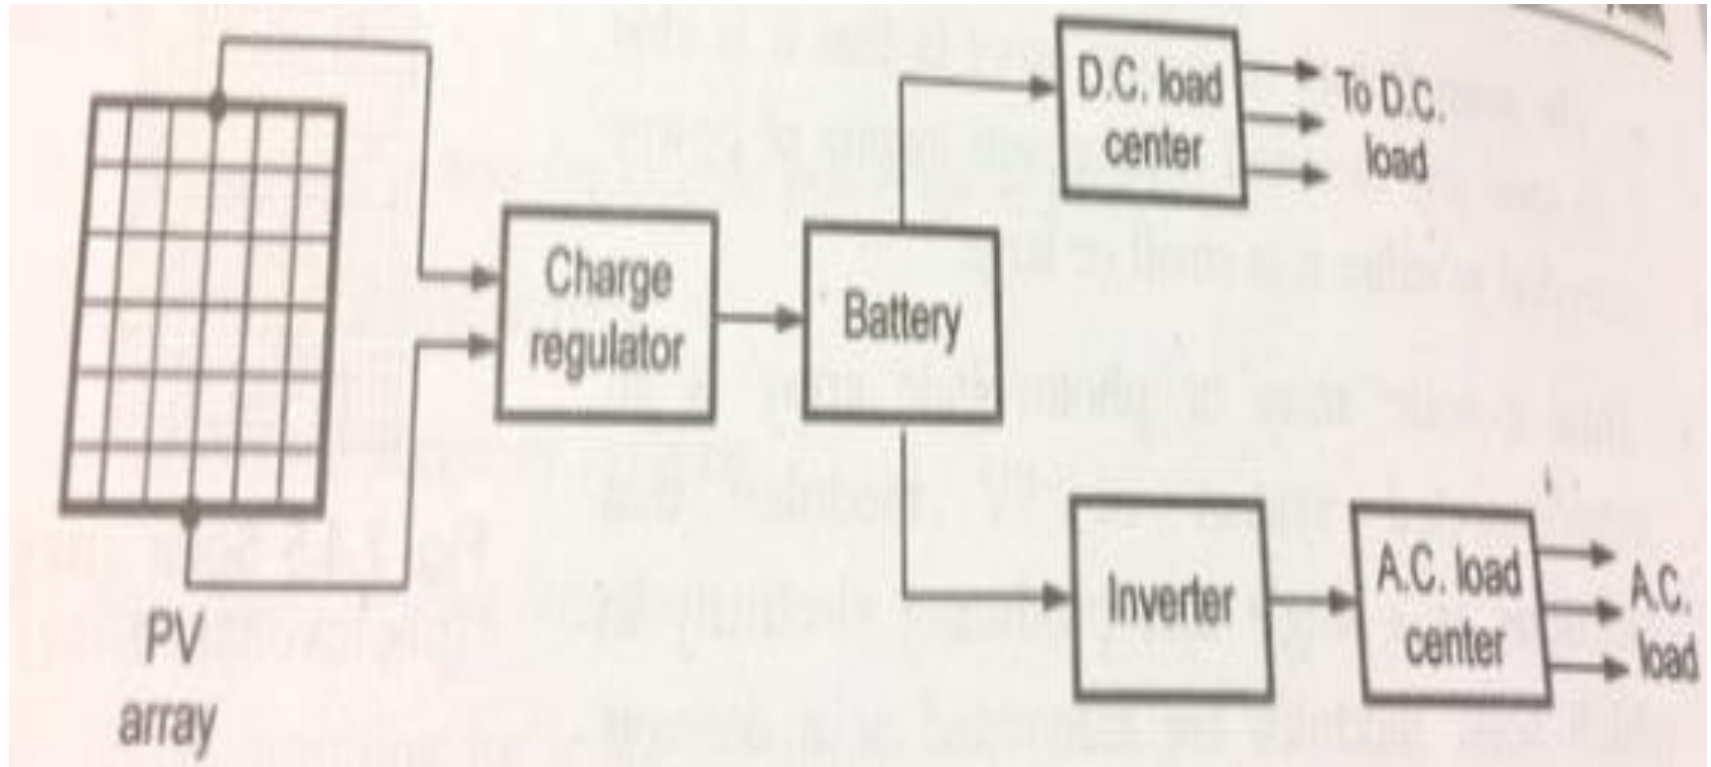 D.C. load
center
To D.C.
load
Charge
regulator
Battery
Inverter
A.C. load
center
A.C.
load
PV
array